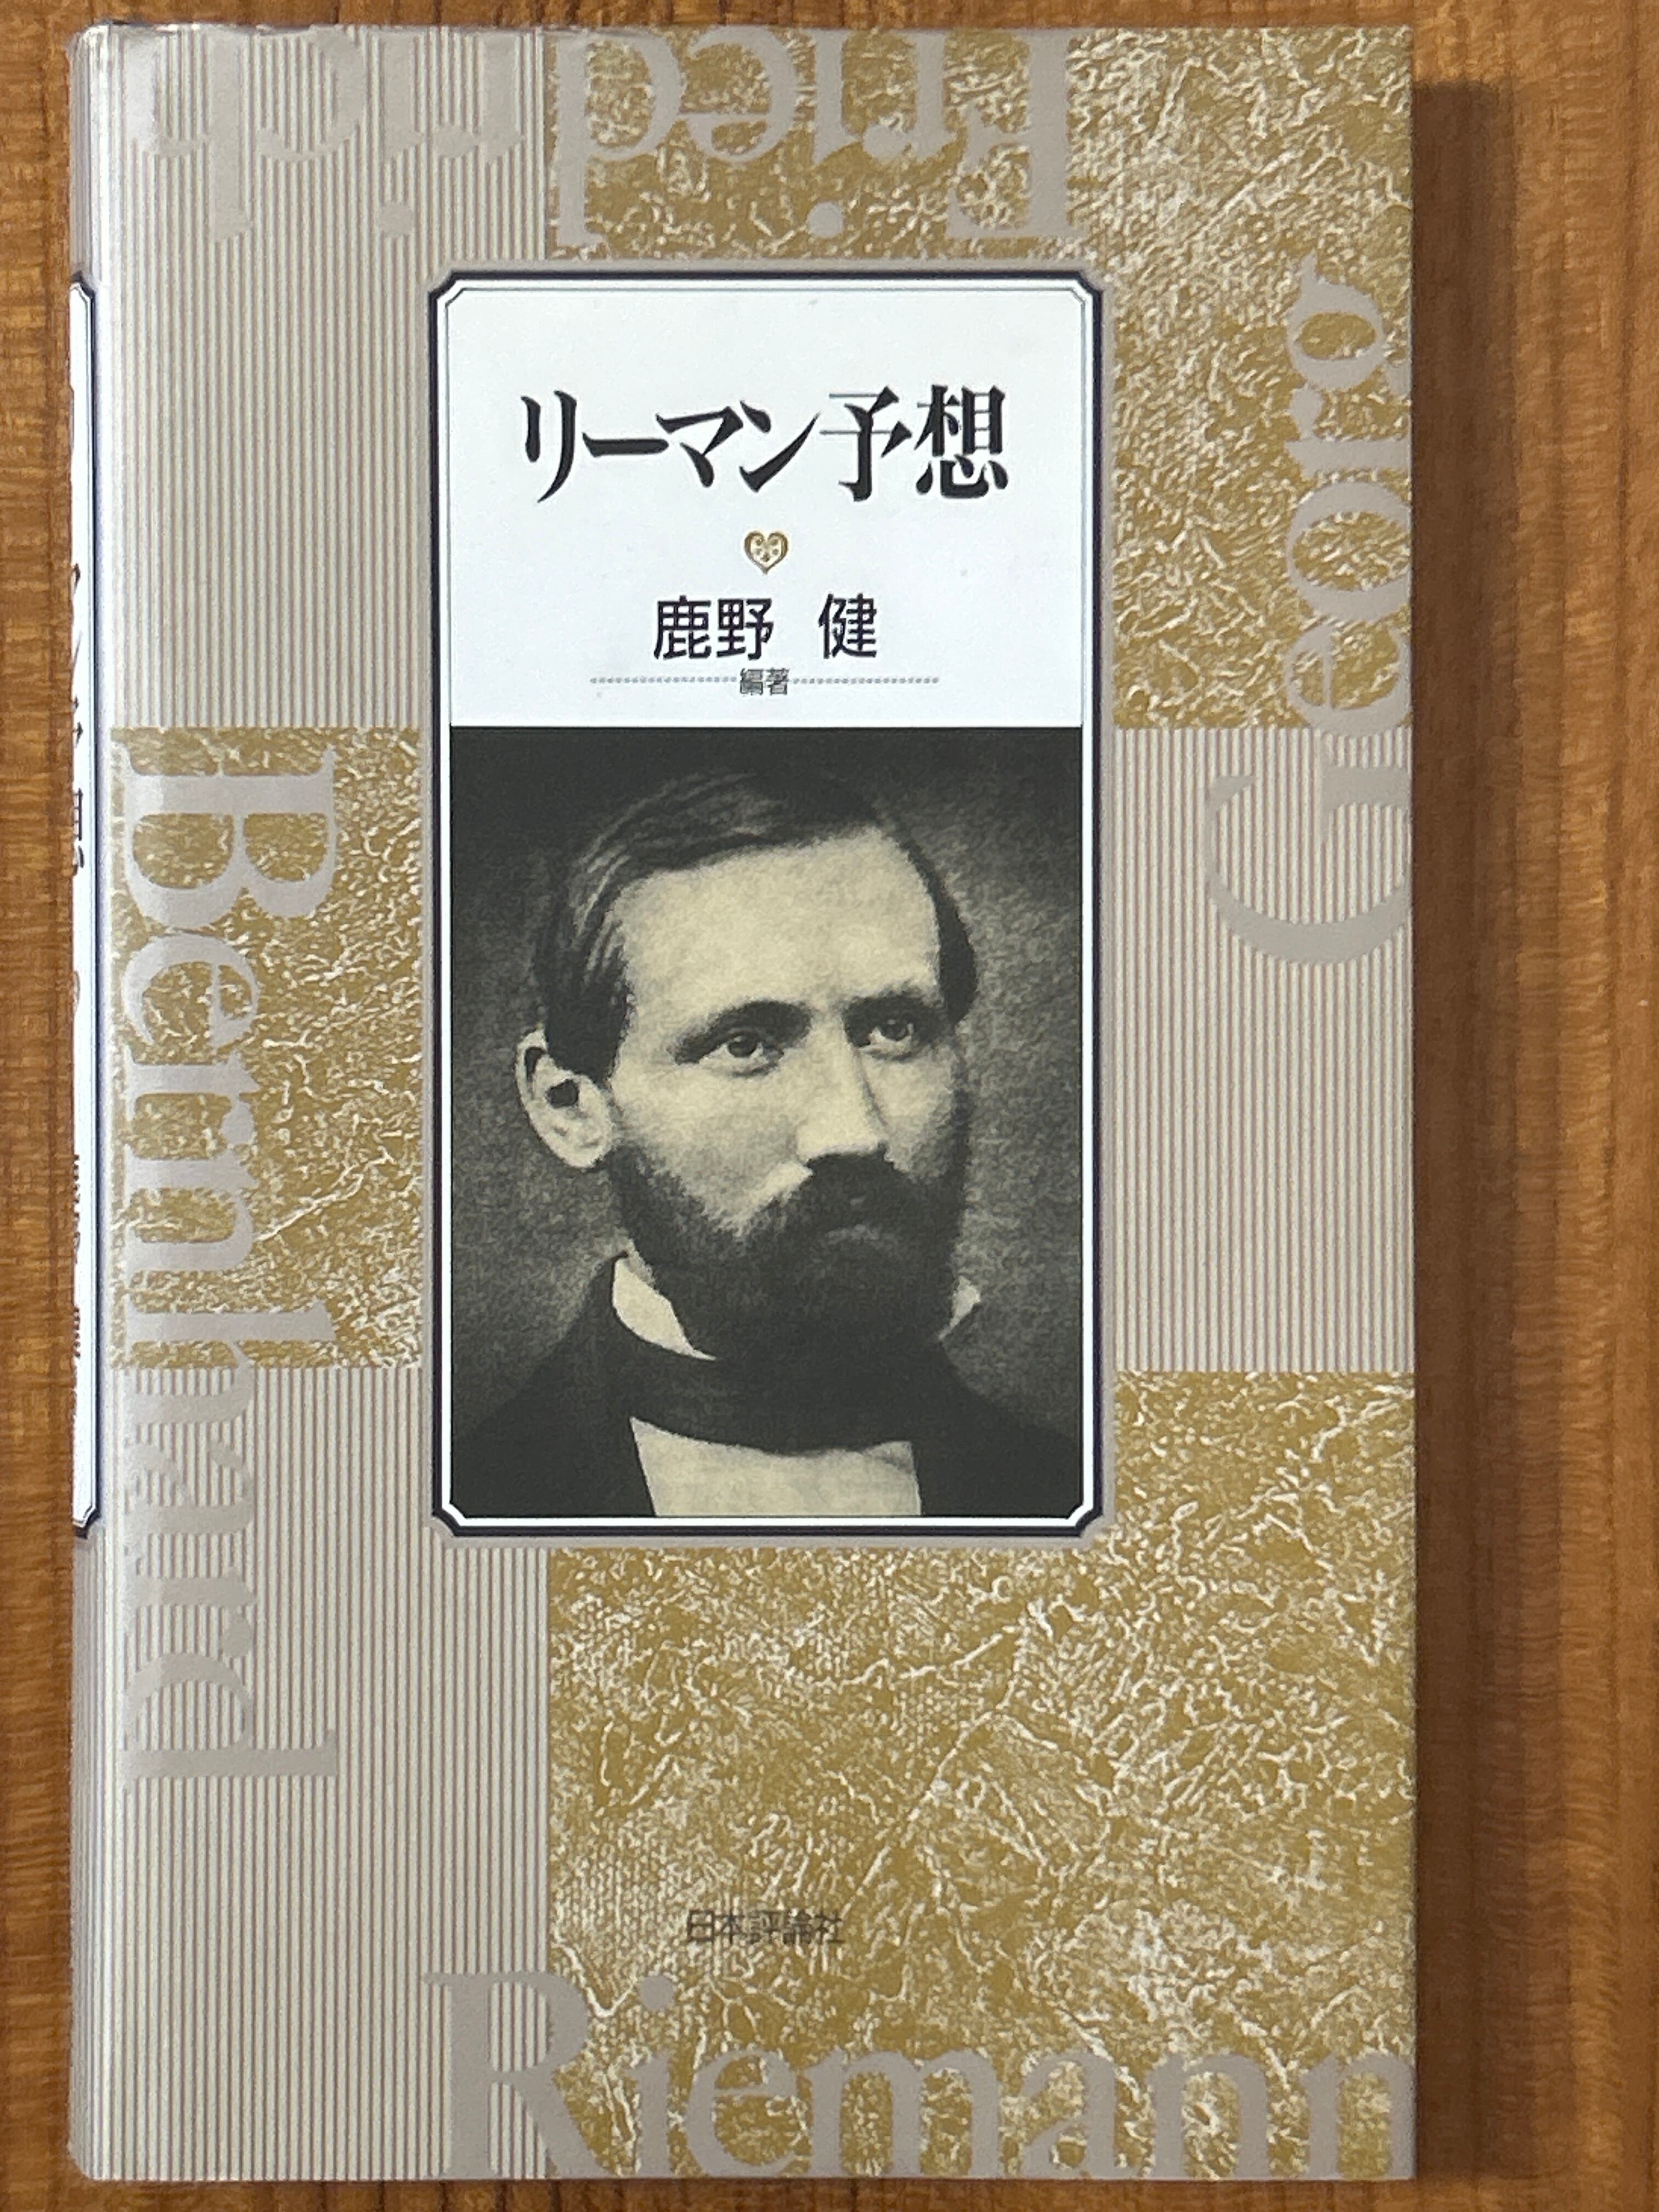 リーマン予想
鹿野 健
編著
日本評論社
Georg
Friedrich
Bernhard
Riemann